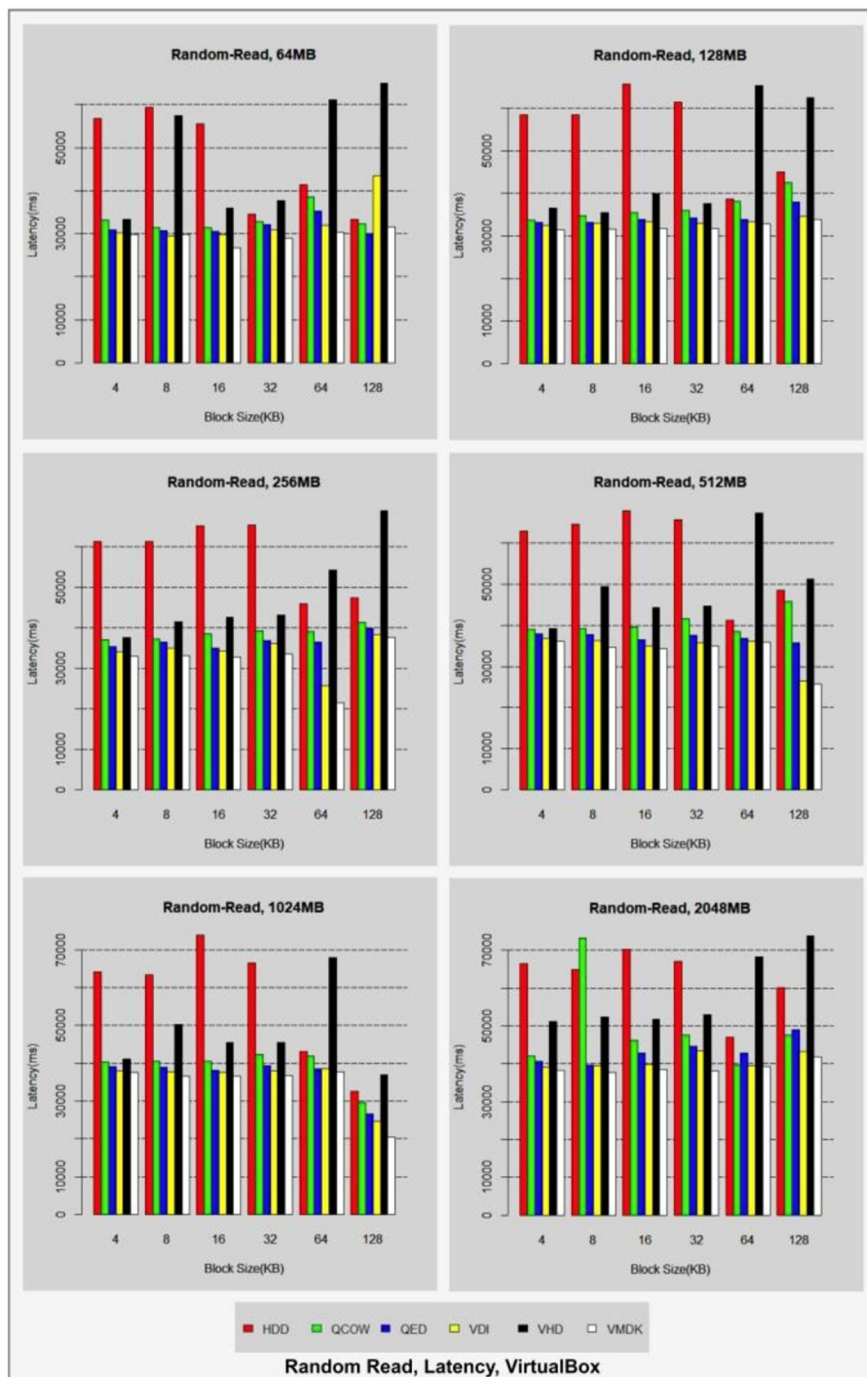 Random-Read, 64MB
Latency(ms)
50000
30000
10000
0
4 8 16 32 64 128
Block Size(KB)
Random-Read, 128MB
Latency(ms)
50000
30000
10000
0
4 8 16 32 64 128
Block Size(KB)
Random-Read, 256MB
Latency(ms)
50000
30000
10000
0
4 8 16 32 64 128
Block Size(KB)
Random-Read, 512MB
Latency(ms)
50000
30000
10000
0
4 8 16 32 64 128
Block Size(KB)
Random-Read, 1024MB
Latency(ms)
70000
50000
30000
10000
0
4 8 16 32 64 128
Block Size(KB)
Random-Read, 2048MB
Latency(ms)
70000
50000
30000
10000
0
4 8 16 32 64 128
Block Size(KB)
HDD QCOW QED VDI VHD VMDK
Random Read, Latency, VirtualBox